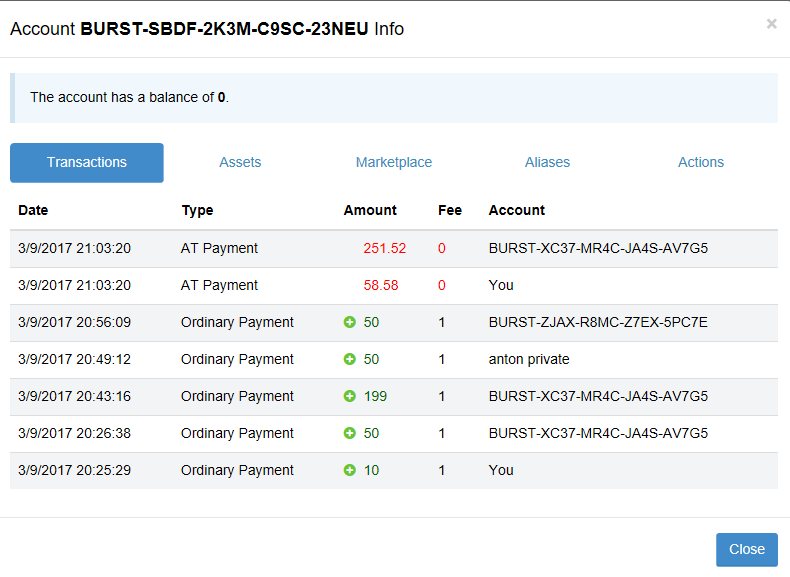 Account BURST-SBDF-2K3M-C9SC-23NEU Info ×
The account has a balance of 0.
Transactions Assets Marketplace Aliases Actions
Date Type Amount Fee Account
3/9/2017 21:03:20 AT Payment 251.52 0 BURST-XC37-MR4C-JA4S-AV7G5
3/9/2017 21:03:20 AT Payment 58.58 0 You
3/9/2017 20:56:09 Ordinary Payment 50 1 BURST-ZJAX-R8MC-Z7EX-5PC7E
3/9/2017 20:49:12 Ordinary Payment 50 1 anton private
3/9/2017 20:43:16 Ordinary Payment 199 1 BURST-XC37-MR4C-JA4S-AV7G5
3/9/2017 20:26:38 Ordinary Payment 50 1 BURST-XC37-MR4C-JA4S-AV7G5
3/9/2017 20:25:29 Ordinary Payment 10 1 You
Close